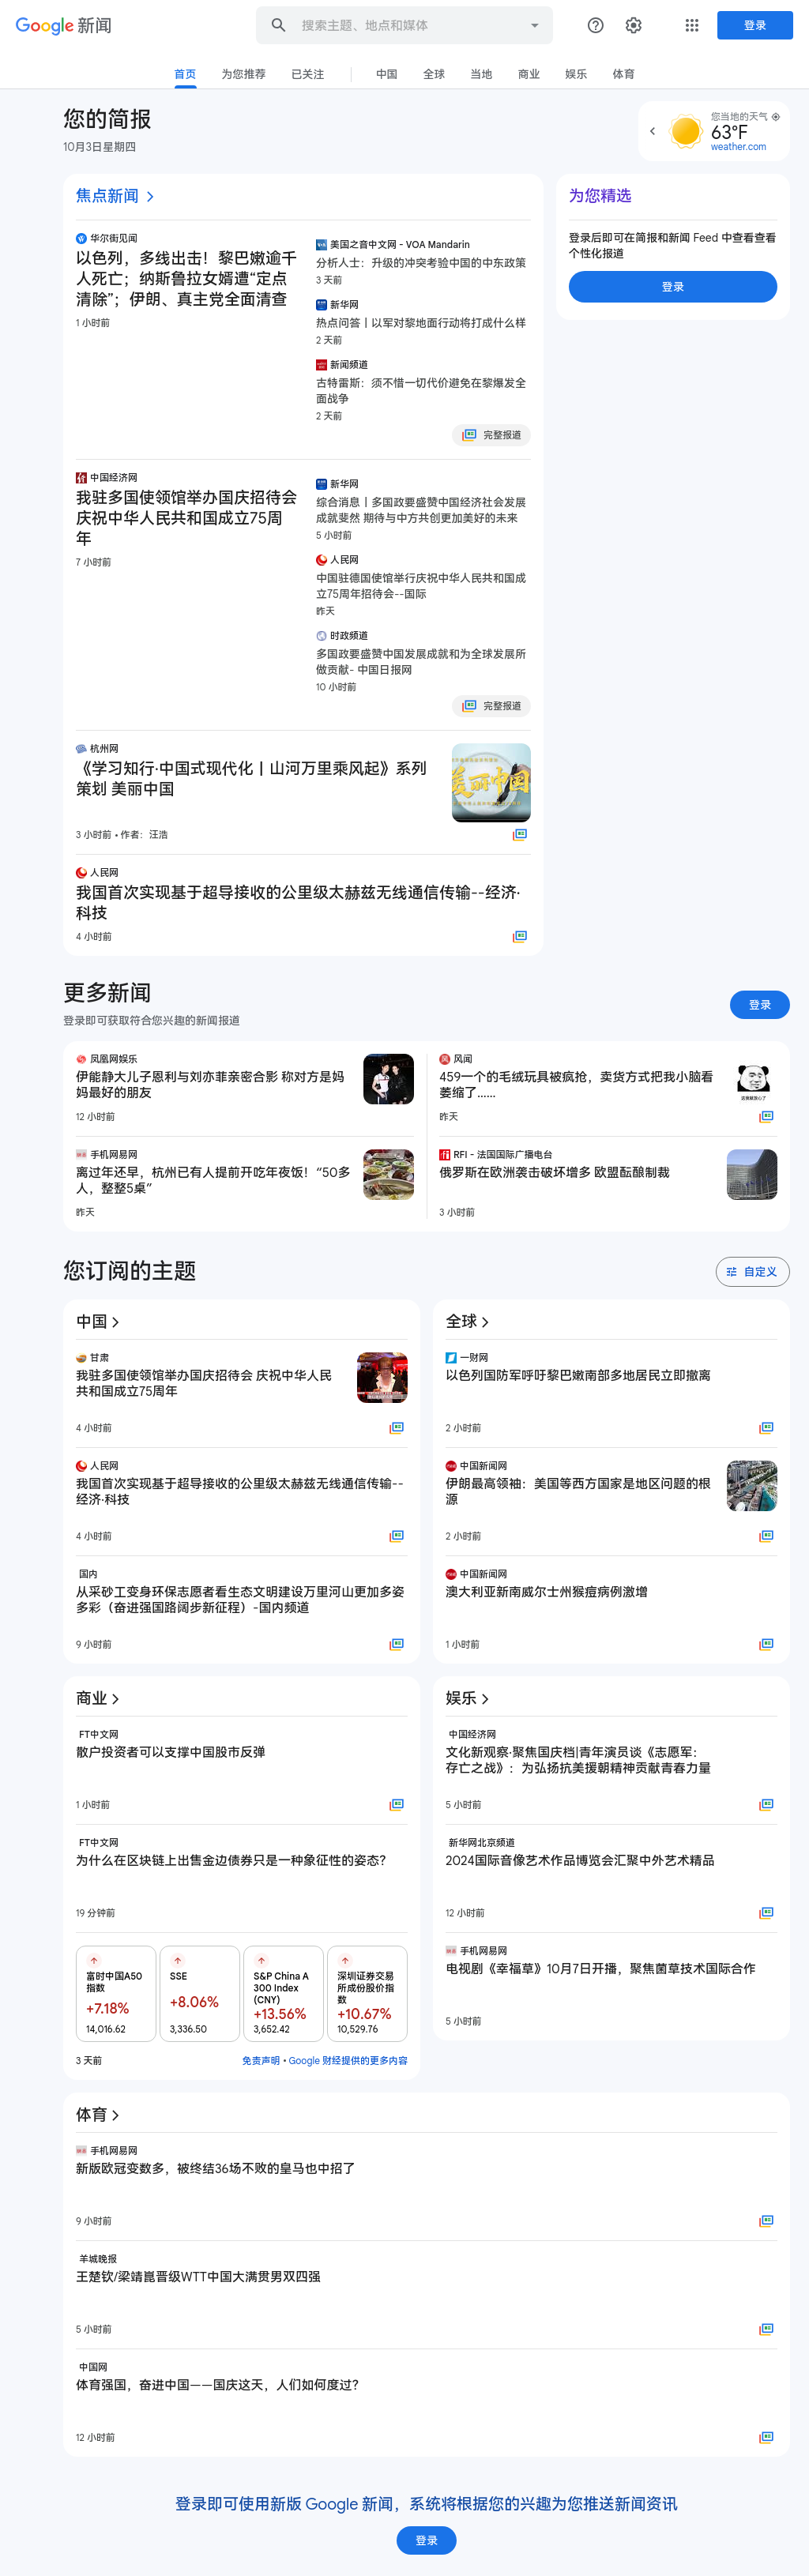 Google 新闻
搜索主题、地点和媒体
登录
首页
为您推荐
已关注
中国
全球
当地
商业
娱乐
体育
您的简报
10月3日星期四
您当地的天气
63°F
weather.com
焦点新闻
华尔街见闻
以色列，多线出击！黎巴嫩逾千
人死亡；纳斯鲁拉女婿遭“定点
清除”；伊朗、真主党全面清查
1 小时前
美国之音中文网 - VOA Mandarin
分析人士：升级的冲突考验中国的中东政策
3 天前
新华网
热点问答丨以军对黎地面行动将打成什么样
2 天前
新闻频道
古特雷斯：须不惜一切代价避免在黎爆发全
面战争
2 天前
完整报道
中国经济网
我驻多国使领馆举办国庆招待会
庆祝中华人民共和国成立75周
年
7 小时前
新华网
综合消息丨多国政要盛赞中国经济社会发展
成就斐然 期待与中方共创更加美好的未来
5 小时前
人民网
中国驻德国使馆举行庆祝中华人民共和国成
立75周年招待会--国际
昨天
时政频道
多国政要盛赞中国发展成就和为全球发展所
做贡献- 中国日报网
10 小时前
完整报道
杭州网
《学习知行·中国式现代化丨山河万里乘风起》系列
策划 美丽中国
3 小时前 • 作者：汪浩
美丽中国
人民网
我国首次实现基于超导接收的公里级太赫兹无线通信传输--经济·
科技
4 小时前
为您精选
登录后即可在简报和新闻 Feed 中查看查看
个性化报道
登录
更多新闻
登录即可获取符合您兴趣的新闻报道
登录
凤凰网娱乐
伊能静大儿子恩利与刘亦菲亲密合影 称对方是妈
妈最好的朋友
12 小时前
风闻
459一个的毛绒玩具被疯抢，卖货方式把我小脑看
萎缩了……
昨天
手机网易网
离过年还早，杭州已有人提前开吃年夜饭！“50多
人，整整5桌”
昨天
RFI - 法国国际广播电台
俄罗斯在欧洲袭击破坏增多 欧盟酝酿制裁
3 小时前
您订阅的主题
自定义
中国
甘肃
我驻多国使领馆举办国庆招待会 庆祝中华人民
共和国成立75周年
4 小时前
人民网
我国首次实现基于超导接收的公里级太赫兹无线通信传输--
经济·科技
4 小时前
国内
从采砂工变身环保志愿者看生态文明建设万里河山更加多姿
多彩（奋进强国路阔步新征程）-国内频道
9 小时前
全球
一财网
以色列国防军呼吁黎巴嫩南部多地居民立即撤离
2 小时前
中国新闻网
伊朗最高领袖：美国等西方国家是地区问题的根
源
2 小时前
中国新闻网
澳大利亚新南威尔士州猴痘病例激增
1 小时前
商业
FT中文网
散户投资者可以支撑中国股市反弹
1 小时前
FT中文网
为什么在区块链上出售金边债券只是一种象征性的姿态？
19 分钟前
富时中国A50
指数
+7.18%
14,016.62
SSE
+8.06%
3,336.50
S&P China A
300 Index
(CNY)
+13.56%
3,652.42
深圳证券交易
所成份股价指
数
+10.67%
10,529.76
3 天前
免责声明 • Google 财经提供的更多内容
娱乐
中国经济网
文化新观察·聚焦国庆档|青年演员谈《志愿军：
存亡之战》：为弘扬抗美援朝精神贡献青春力量
5 小时前
新华网北京频道
2024国际音像艺术作品博览会汇聚中外艺术精品
12 小时前
手机网易网
电视剧《幸福草》10月7日开播，聚焦菌草技术国际合作
5 小时前
体育
手机网易网
新版欧冠变数多，被终结36场不败的皇马也中招了
9 小时前
羊城晚报
王楚钦/梁靖崑晋级WTT中国大满贯男双四强
5 小时前
中国网
体育强国，奋进中国——国庆这天，人们如何度过？
12 小时前
登录即可使用新版 Google 新闻，系统将根据您的兴趣为您推送新闻资讯
登录